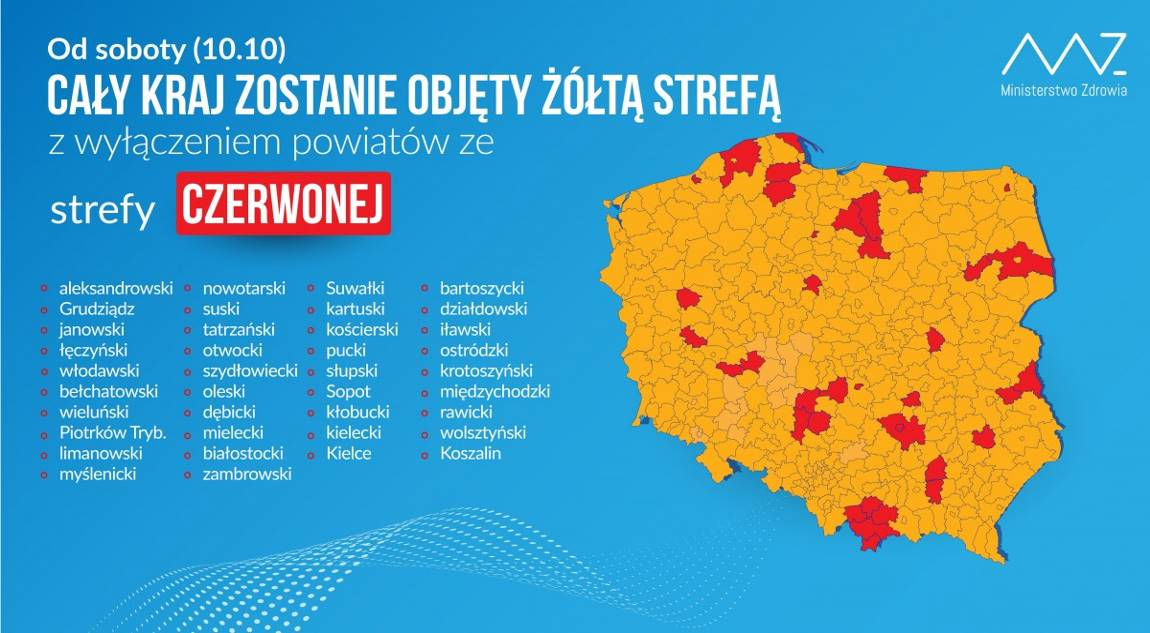 Od soboty (10.10)
CAŁY KRAJ ZOSTANIE OBJĘTY ŻÓŁTĄ STREFĄ
z wyłączeniem powiatów ze
strefy CZERWONEJ
Ministerstwo Zdrowia
aleksandrowski
Grudziądz
janowski
łęczyński
włodawski
bełchatowski
wieluński
Piotrków Tryb.
limanowski
myślenicki
nowotarski
suski
tatrzański
otwocki
szydłowiecki
oleski
dębicki
mielecki
białostocki
zambrowski
Suwałki
kartuski
kościerski
pucki
słupski
Sopot
kłobucki
kielecki
Kielce
bartoszycki
działdowski
iławski
ostródzki
krotoszyński
międzychodzki
rawicki
wolsztyński
Koszalin